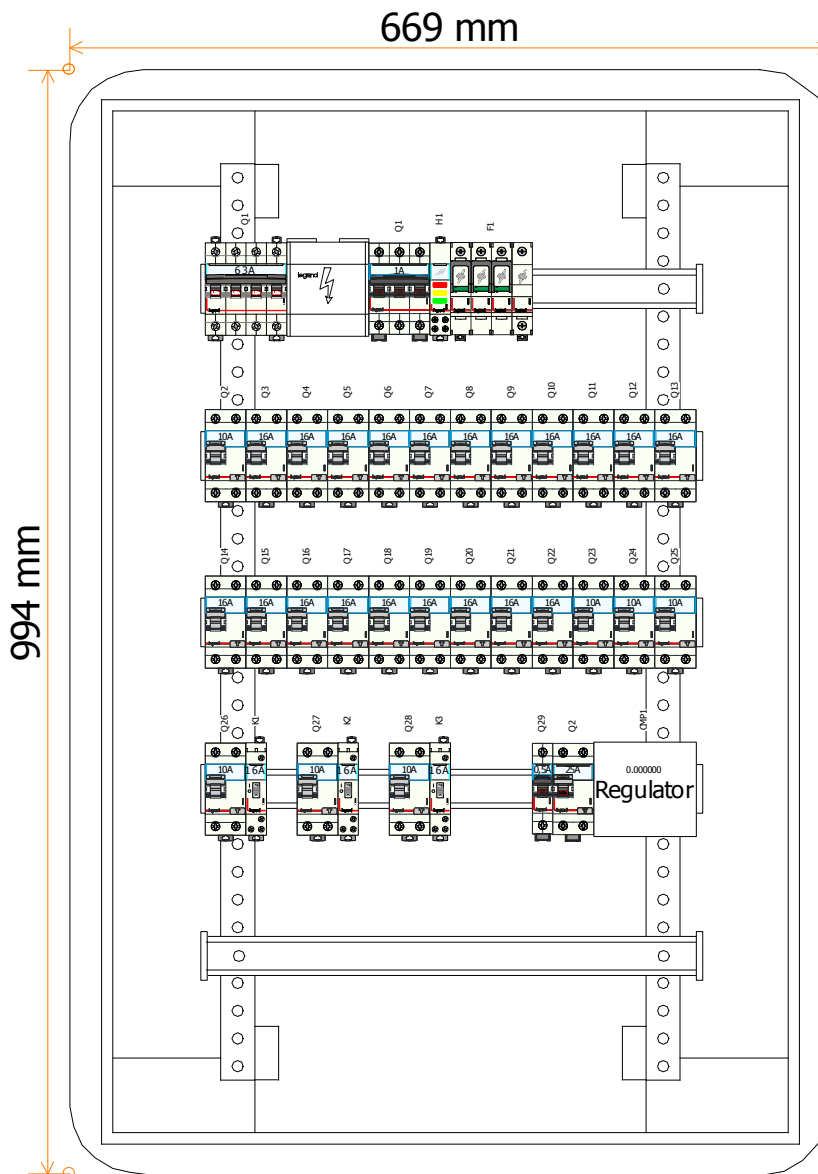 669 mm
994 mm
Q1 Q1 H1 F1
63A legrand 1A
Q2 Q3 Q4 Q5 Q6 Q7 Q8 Q9 Q10 Q11 Q12 Q13
10A 16A 16A 16A 16A 16A 16A 16A 16A 16A 16A 16A
Q14 Q15 Q16 Q17 Q18 Q19 Q20 Q21 Q22 Q23 Q24 Q25
16A 16A 16A 16A 16A 16A 16A 16A 16A 10A 10A 10A
Q26 K1 Q27 K2 Q28 K3 Q29 Q2 CMP1
10A 16A 10A 16A 10A 16A 0,5A 25A 0.000000
Regulator